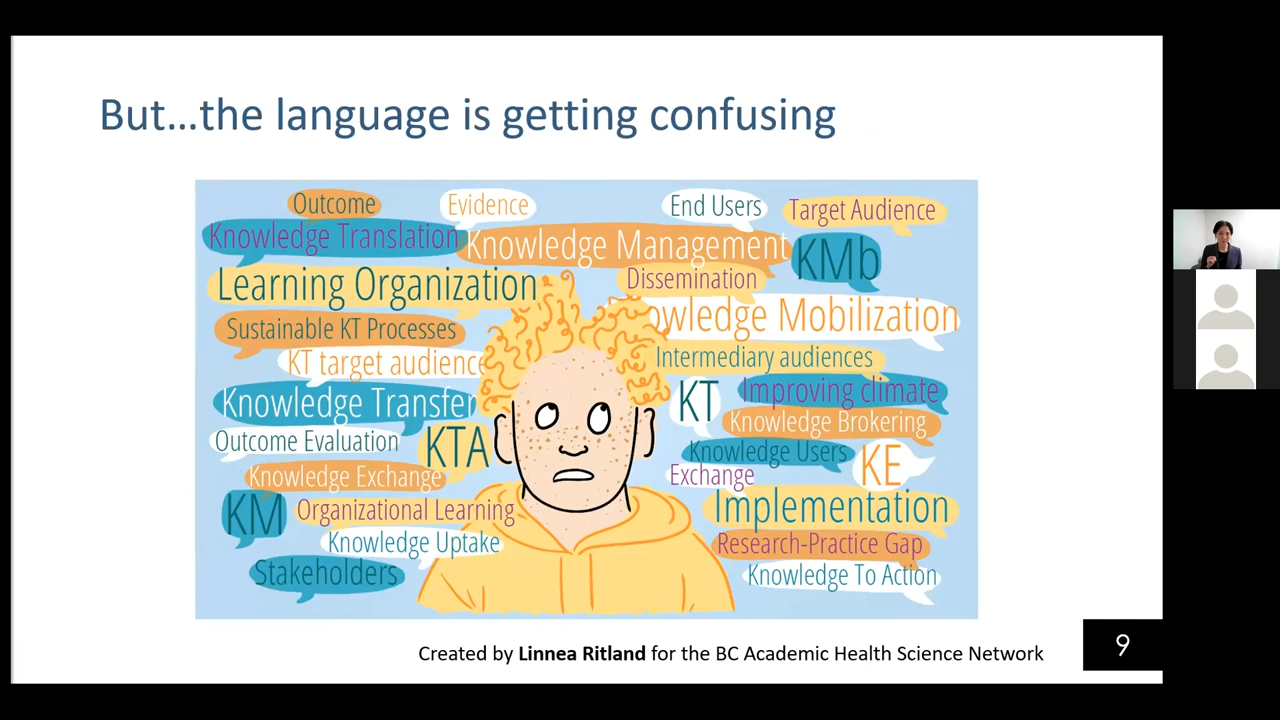 But...the language is getting confusing
Outcome
Evidence
End Users
Target Audience
Knowledge Translation
Knowledge Management
KMb
Learning Organization
Dissemination
owledge Mobilization
Sustainable KT Processes
KT target audience
Intermediary audiences
Knowledge Transfer
KT
Improving climate
Knowledge Brokering
Outcome Evaluation
KTA
Knowledge Users
KE
Knowledge Exchange
Exchange
KM
Organizational Learning
Implementation
Knowledge Uptake
Research-Practice Gap
Stakeholders
Knowledge To Action
Created by Linnea Ritland for the BC Academic Health Science Network
9